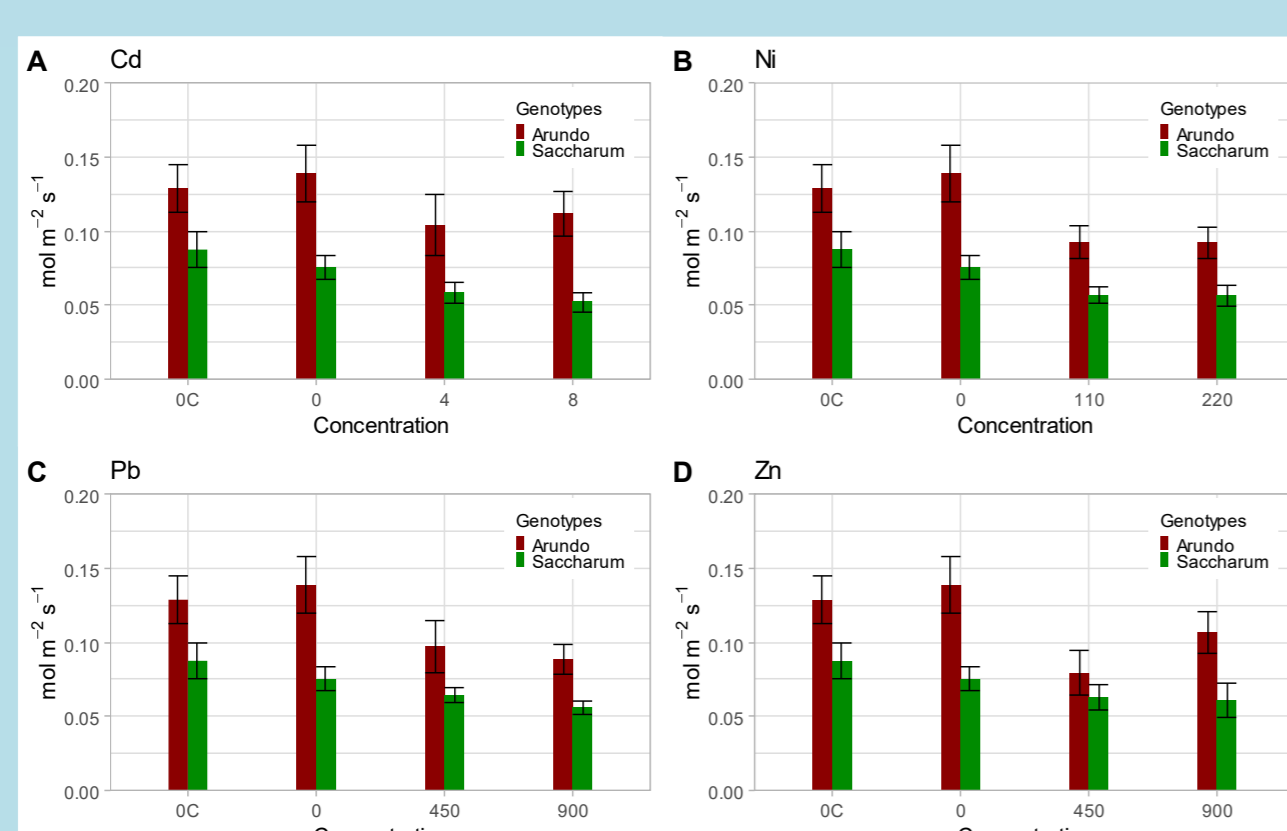 A Cd
Genotypes
Arundo
Saccharum
0.20
0.15
0.10
0.05
0.00
mol m−2 s−1
0C 0 4 8
Concentration
B Ni
Genotypes
Arundo
Saccharum
0.20
0.15
0.10
0.05
0.00
mol m−2 s−1
0C 0 110 220
Concentration
C Pb
Genotypes
Arundo
Saccharum
0.20
0.15
0.10
0.05
0.00
mol m−2 s−1
0C 0 450 900
D Zn
Genotypes
Arundo
Saccharum
0.20
0.15
0.10
0.05
0.00
mol m−2 s−1
0C 0 450 900